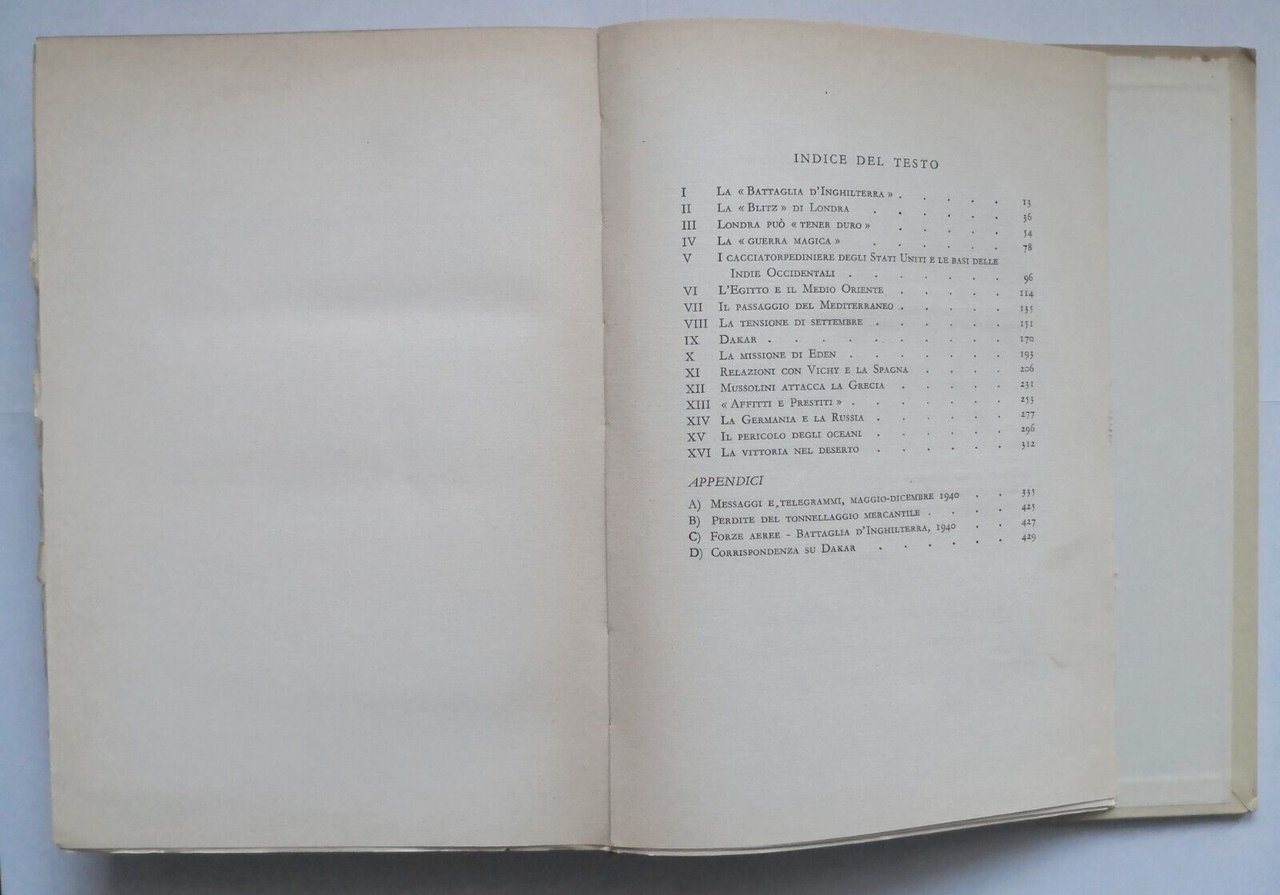 INDICE DEL TESTO
I La « Battaglia d'Inghilterra » . . . . . 13
II La « Blitz » di Londra . . . . . . 36
III Londra può « tener duro » . . . . . 54
IV La « guerra magica » . . . . . . 78
V I cacciatorpediniere degli Stati Uniti e le basi delle
Indie Occidentali . . . . . . . 96
VI L'Egitto e il Medio Oriente . . . . . 114
VII Il passaggio del Mediterraneo . . . . . 135
VIII La tensione di settembre . . . . . . 151
IX Dakar . . . . . . . . . . 170
X La missione di Eden . . . . . . . 193
XI Relazioni con Vichy e la Spagna . . . . 206
XII Mussolini attacca la Grecia . . . . . 231
XIII « Affitti e Prestiti » . . . . . . . 253
XIV La Germania e la Russia . . . . . . 277
XV Il pericolo degli oceani . . . . . . 296
XVI La vittoria nel deserto . . . . . . 312
APPENDICI
A) Messaggi e telegrammi, maggio-dicembre 1940 . . 335
B) Perdite del tonnellaggio mercantile . . . . 425
C) Forze aeree - Battaglia d'Inghilterra, 1940 . . 427
D) Corrispondenza su Dakar . . . . . . 429